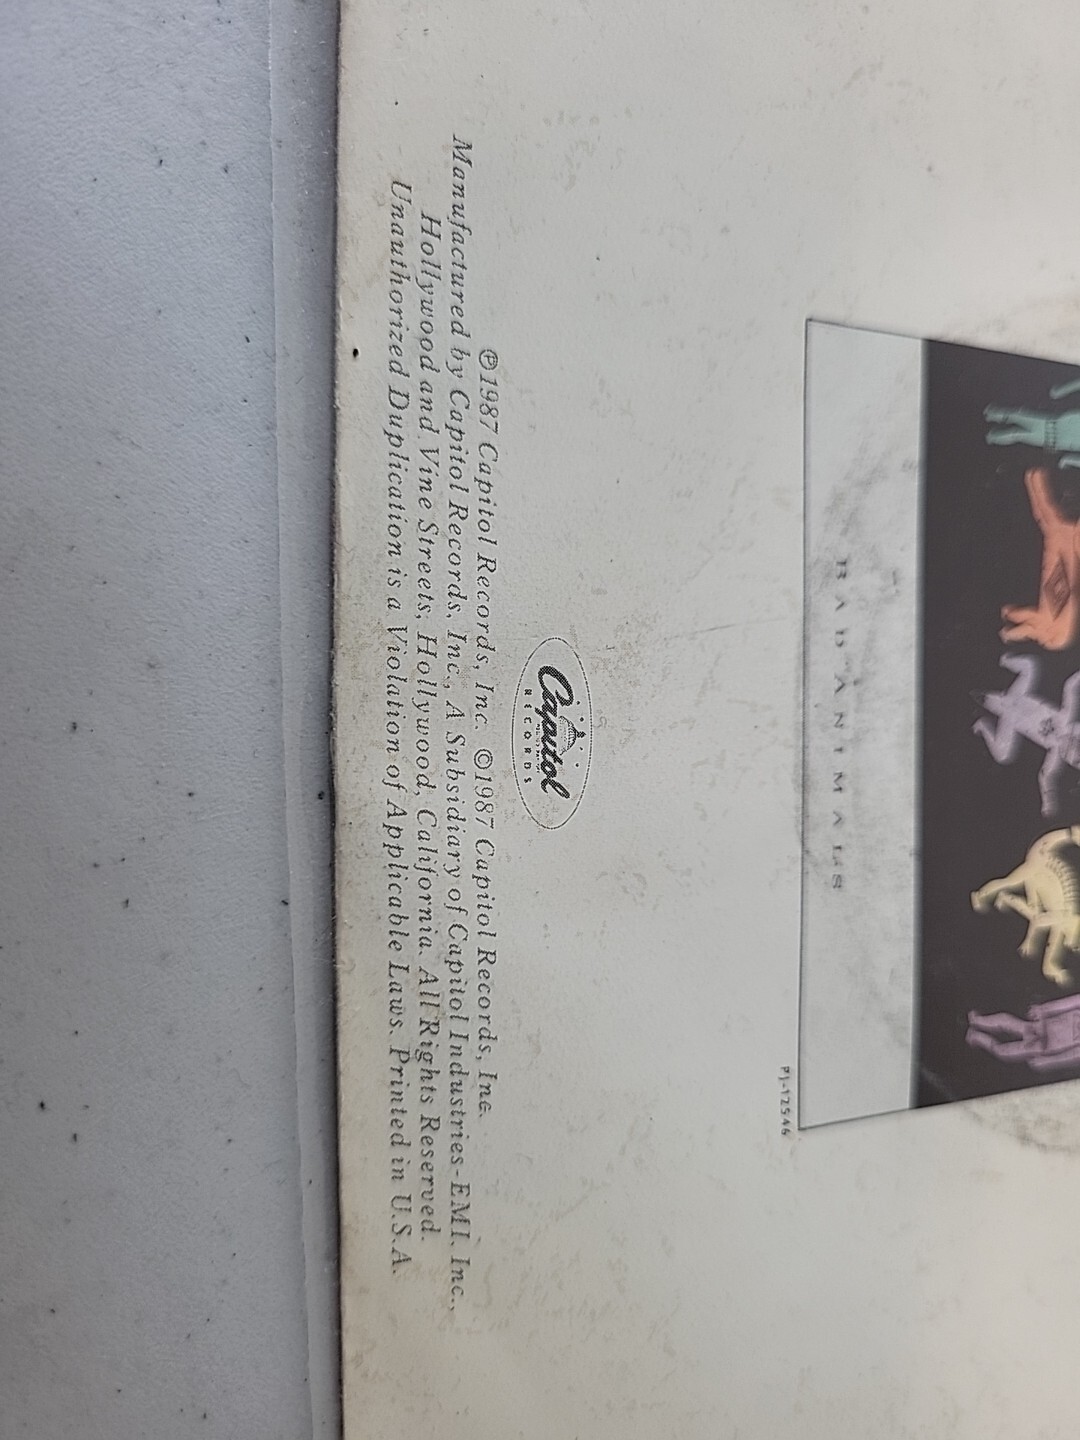 BAD ANIMALS
PJ-12546
Capitol
RECORDS
℗1987 Capitol Records, Inc. ©1987 Capitol Records, Inc.
Manufactured by Capitol Records, Inc., A Subsidiary of Capitol Industries-EMI, Inc.,
Hollywood and Vine Streets, Hollywood, California. All Rights Reserved.
Unauthorized Duplication is a Violation of Applicable Laws. Printed in U.S.A.